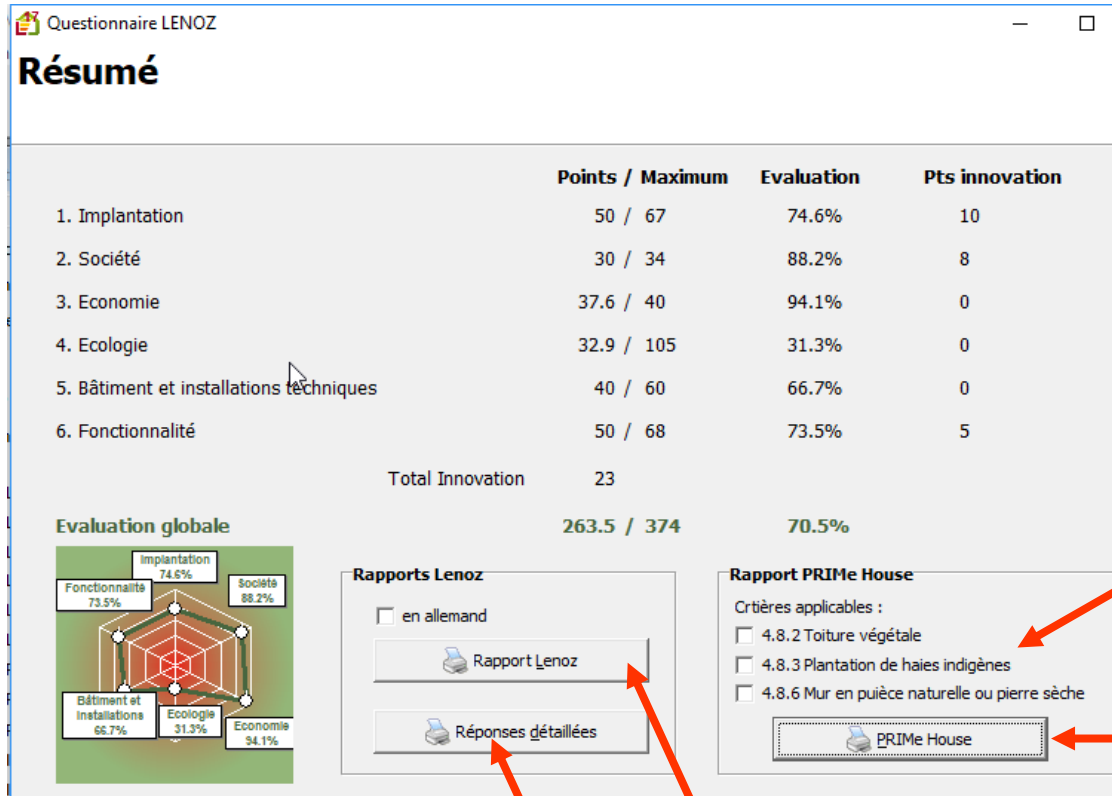 Questionnaire LENOZ
Résumé
Points / Maximum Evaluation Pts innovation
1. Implantation 50 / 67 74.6% 10
2. Société 30 / 34 88.2% 8
3. Economie 37.6 / 40 94.1% 0
4. Ecologie 32.9 / 105 31.3% 0
5. Bâtiment et installations techniques 40 / 60 66.7% 0
6. Fonctionnalité 50 / 68 73.5% 5
Total Innovation 23
Evaluation globale 263.5 / 374 70.5%
Implantation
74.6%
Fonctionnalité
73.5%
Société
88.2%
Bâtiment et
Installations
66.7%
Ecologie
31.3%
Economie
94.1%
Rapports Lenoz
en allemand
Rapport Lenoz
Réponses détaillées
Rapport PRIMe House
Crtières applicables :
4.8.2 Toiture végétale
4.8.3 Plantation de haies indigènes
4.8.6 Mur en puièce naturelle ou pierre sèche
PRIMe House